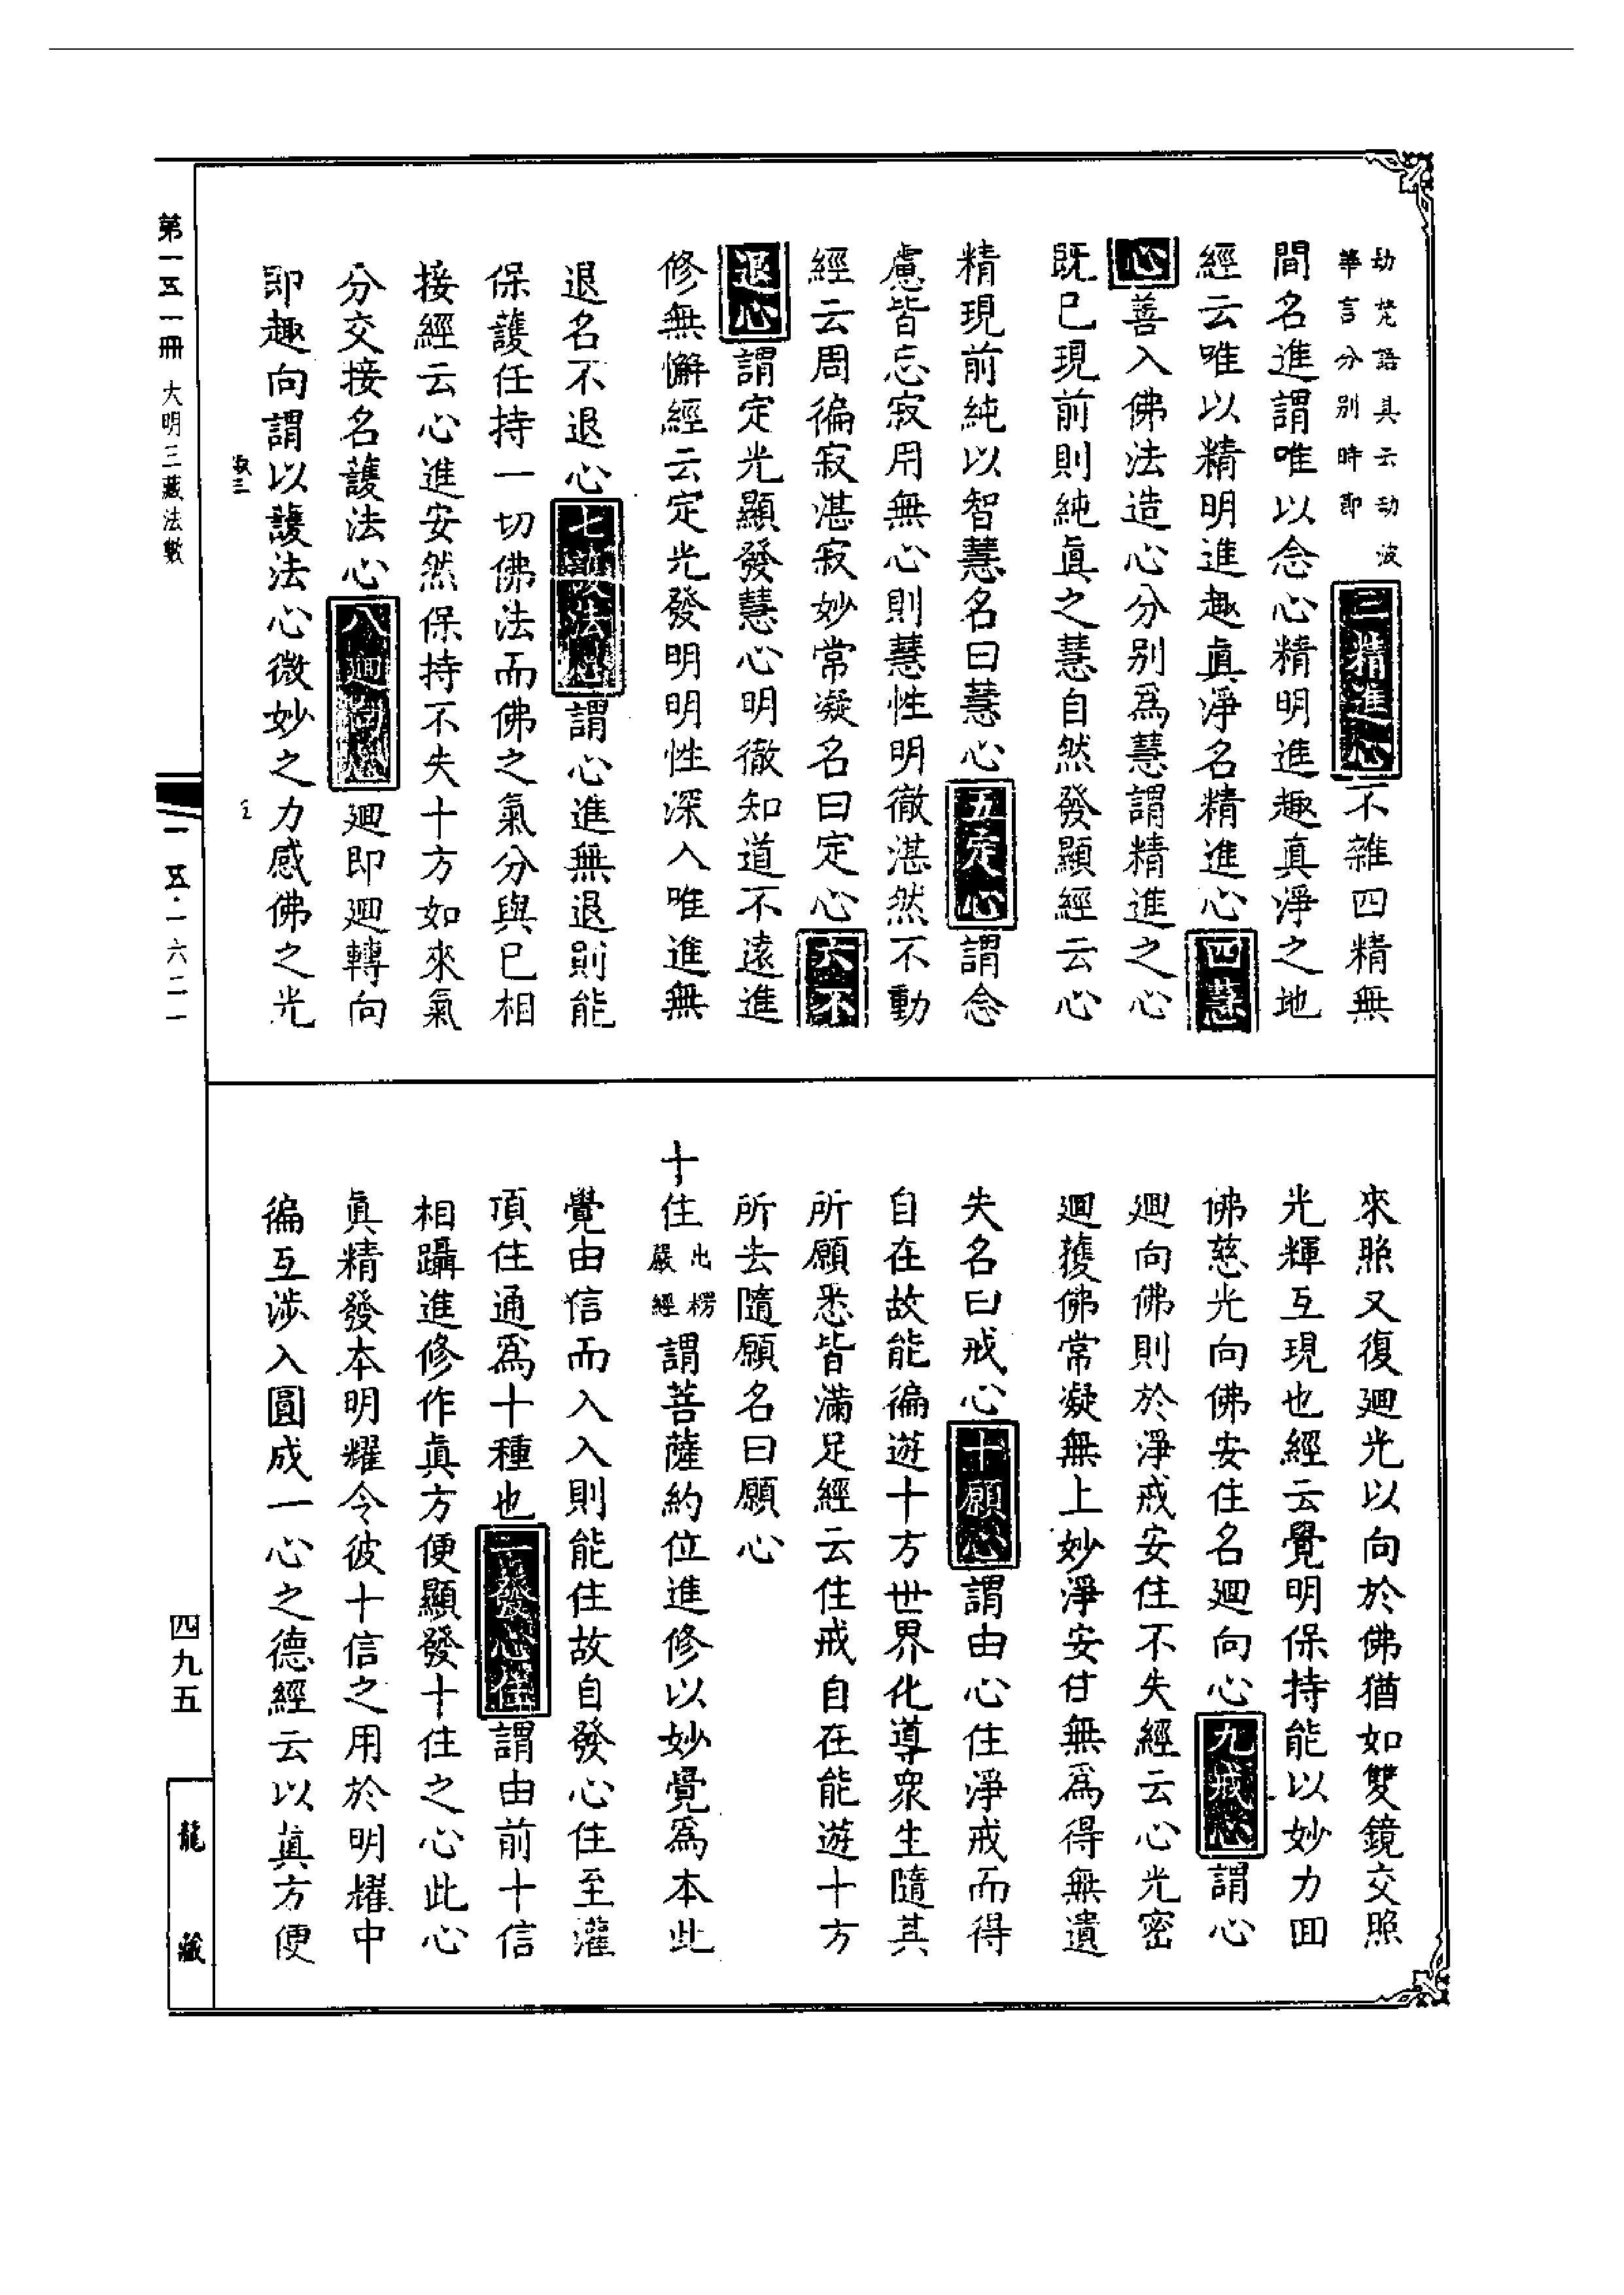 劫梵語具云劫波
華言分別時節
三精進心不雜四精無
間名進謂唯以念心精明進趣真淨之地
經云唯以精明進趣真淨名精進心四慧
心善入佛法造心分別爲慧謂精進之心
既已現前則純真之慧自然發顯經云心
精現前純以智慧名曰慧心五定心謂念
慮皆忘寂用無心則慧性明徹湛然不動
經云周徧寂湛寂妙常凝名曰定心六不
退心謂定光顯發慧心明徹知道不遠進
修無懈經云定光發明明性深入唯進無
退名不退心七護法心謂心進無退則能
保護任持一切佛法而佛之氣分與已相
接經云心進安然保持不失十方如來氣
分交接名護法心八迴向心迴即迴轉向
即趣向謂以護法心微妙之力感佛之光
來照又復迴光以向於佛猶如雙鏡交照
光輝互現也經云覺明保持能以妙力回
佛慈光向佛安住名迴向心九戒心謂心
迴向佛則於淨戒安住不失經云心光密
迴獲佛常凝無上妙淨安住無爲得無遺
失名曰戒心十願心謂由心住淨戒而得
自在故能徧遊十方世界化導衆生隨其
所願悉皆滿足經云住戒自在能遊十方
所去隨願名曰願心
十住出楞嚴經謂菩薩約位進修以妙覺爲本此
覺由信而入入則能住故自發心住至灌
頂住通爲十種也一發心住謂由前十信
相躡進修作真方便顯發十住之心此心
真精發本明耀令彼十信之用於明耀中
徧互涉入圓成一心之德經云以真方便
第一五一冊 大明三藏法數
一五·一六二一
四九五
龍藏